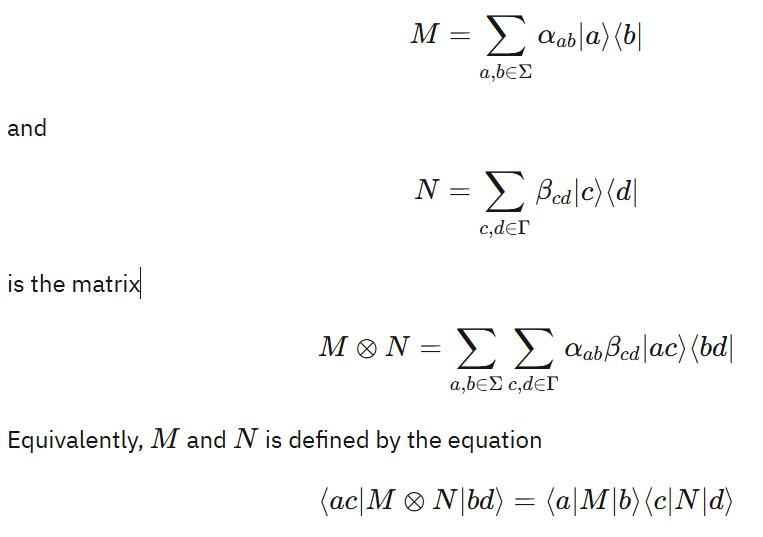 M = ∑_{a,b∈Σ} α_{ab}|a⟩⟨b|
and
N = ∑_{c,d∈Γ} β_{cd}|c⟩⟨d|
is the matrix
M ⊗ N = ∑_{a,b∈Σ} ∑_{c,d∈Γ} α_{ab}β_{cd}|ac⟩⟨bd|
Equivalently, M and N is defined by the equation
⟨ac|M ⊗ N|bd⟩ = ⟨a|M|b⟩⟨c|N|d⟩